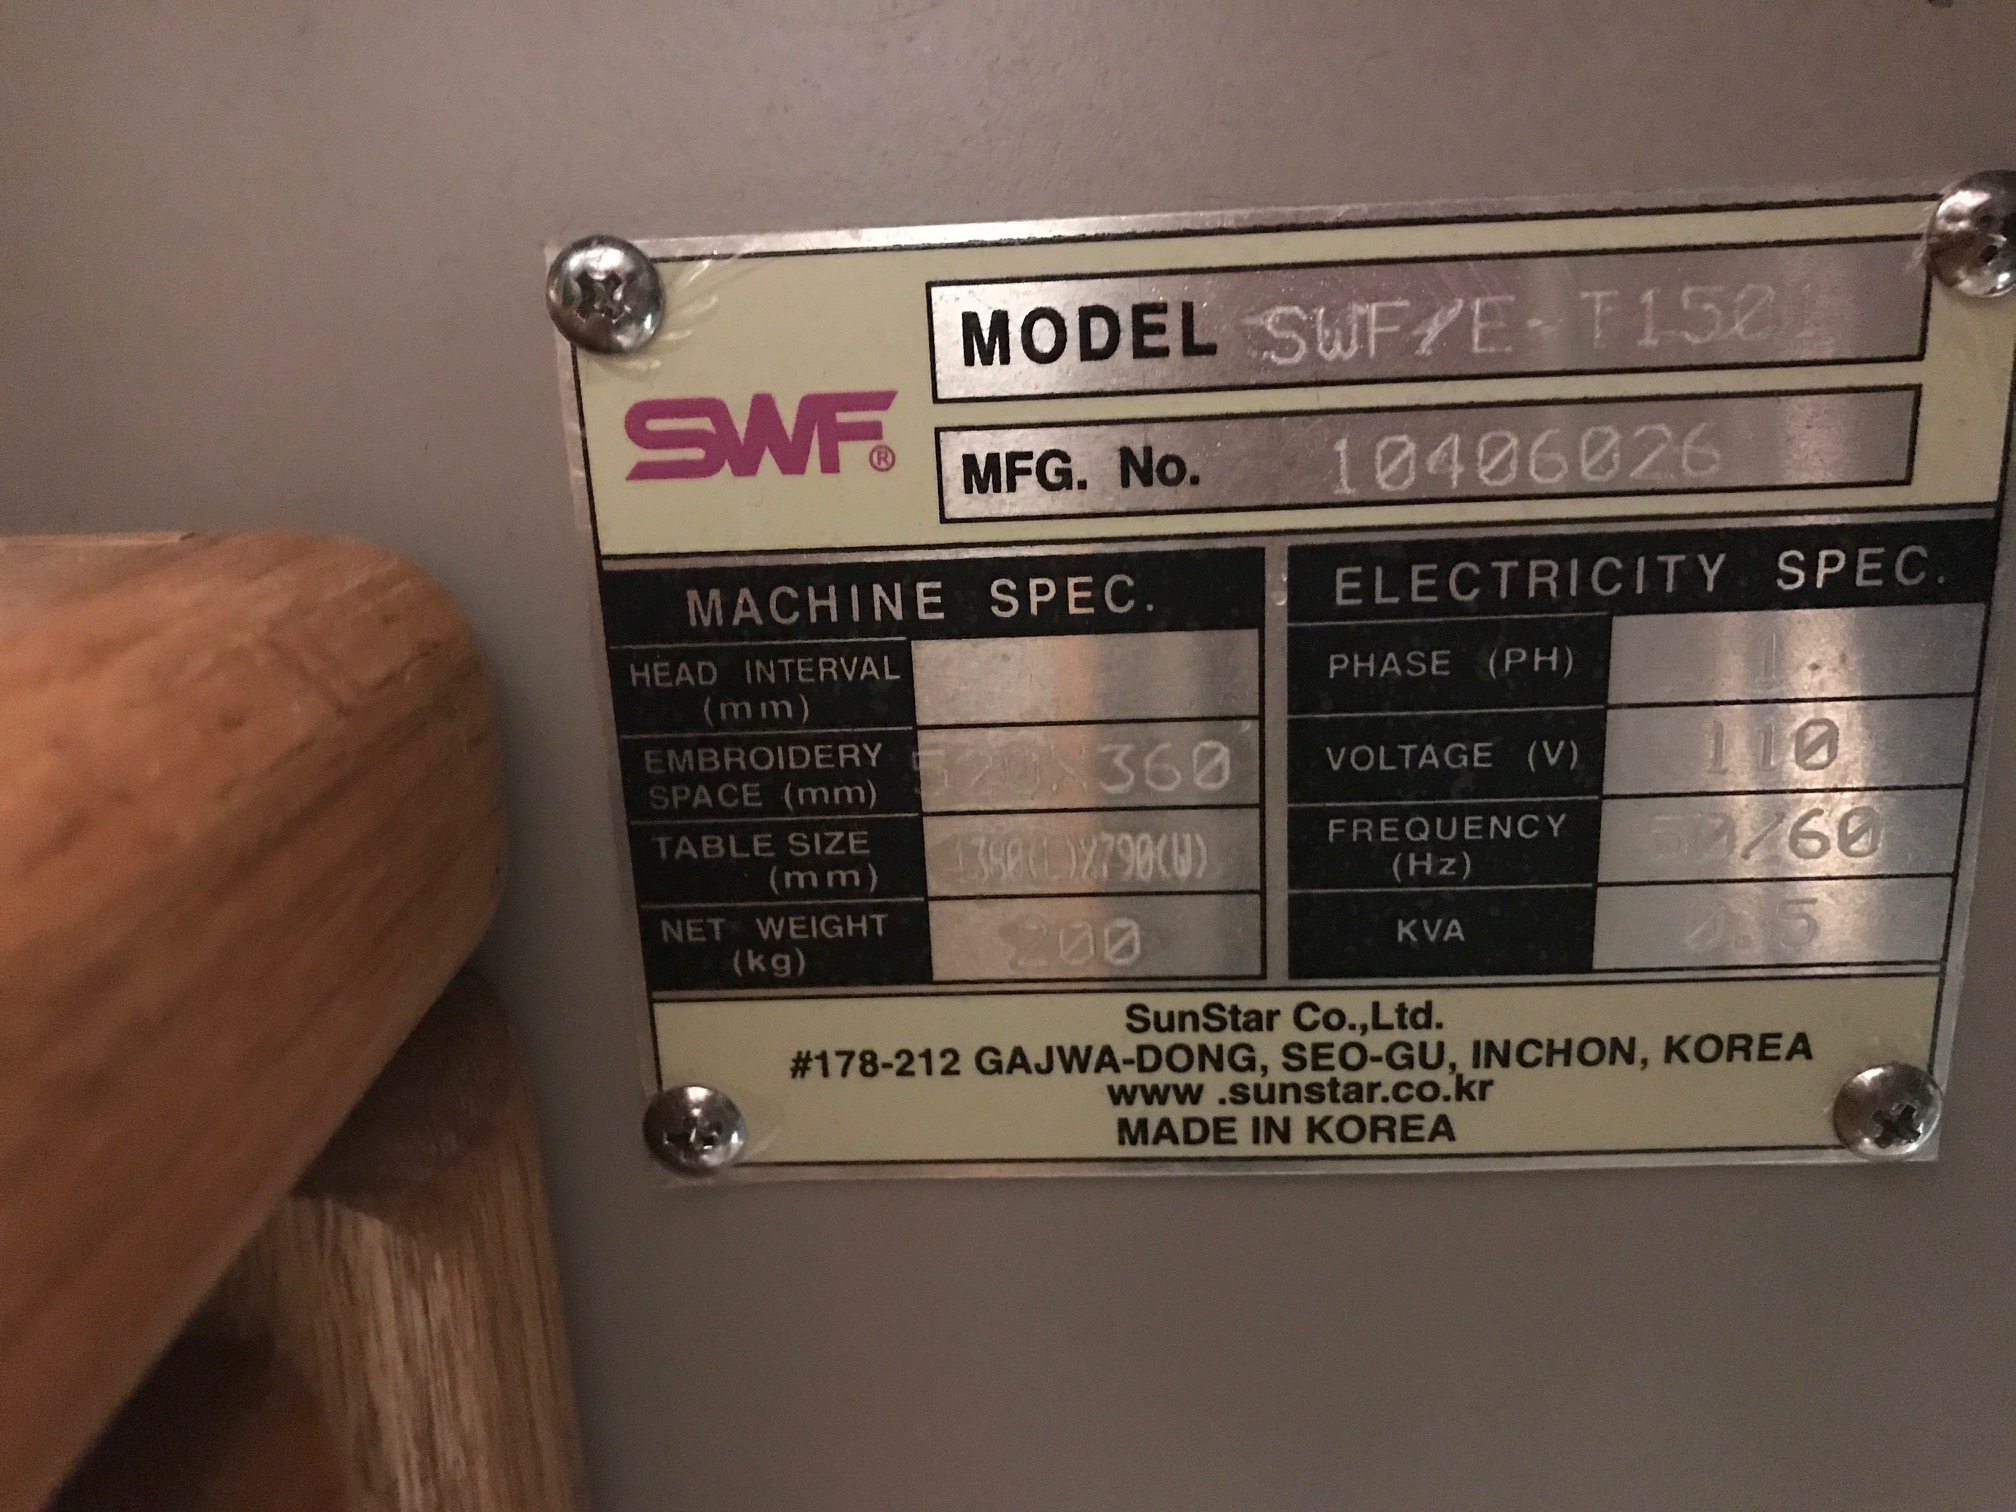 SWF®
MODEL SWF/E-T1501
MFG. No. 10406026
MACHINE SPEC.
HEAD INTERVAL
(mm)
EMBROIDERY
SPACE (mm) 520X360
TABLE SIZE
(mm) 1380(L)X790(W)
NET WEIGHT
(kg) 200
ELECTRICITY SPEC.
PHASE (PH) 1
VOLTAGE (V) 110
FREQUENCY
(Hz) 50/60
KVA 0.5
SunStar Co.,Ltd.
#178-212 GAJWA-DONG, SEO-GU, INCHON, KOREA
www .sunstar.co.kr
MADE IN KOREA